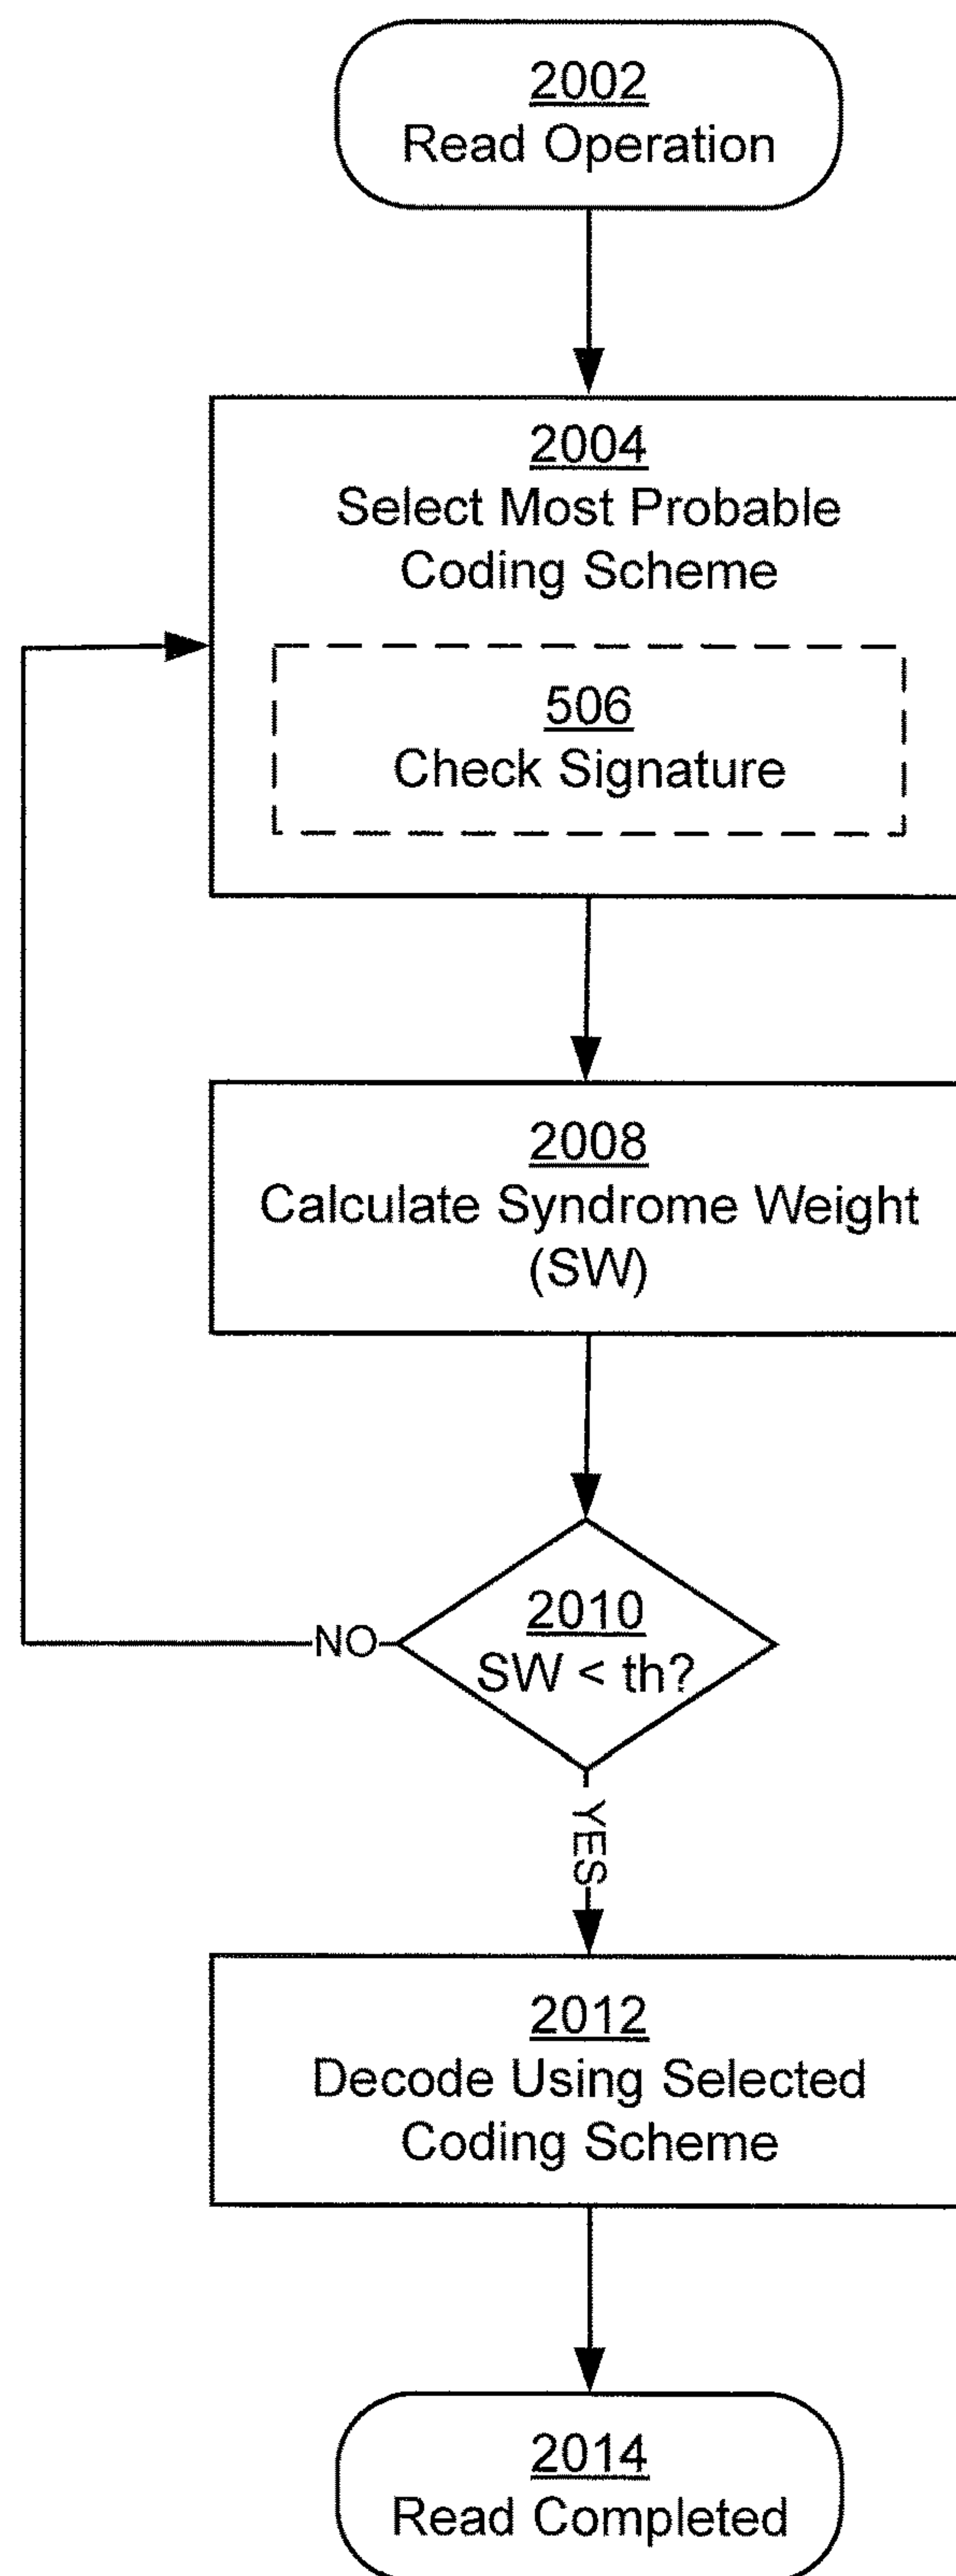 2002
Read Operation
2004
Select Most Probable
Coding Scheme
506
Check Signature
2008
Calculate Syndrome Weight
(SW)
2010
SW < th?
NO
YES
2012
Decode Using Selected
Coding Scheme
2014
Read Completed